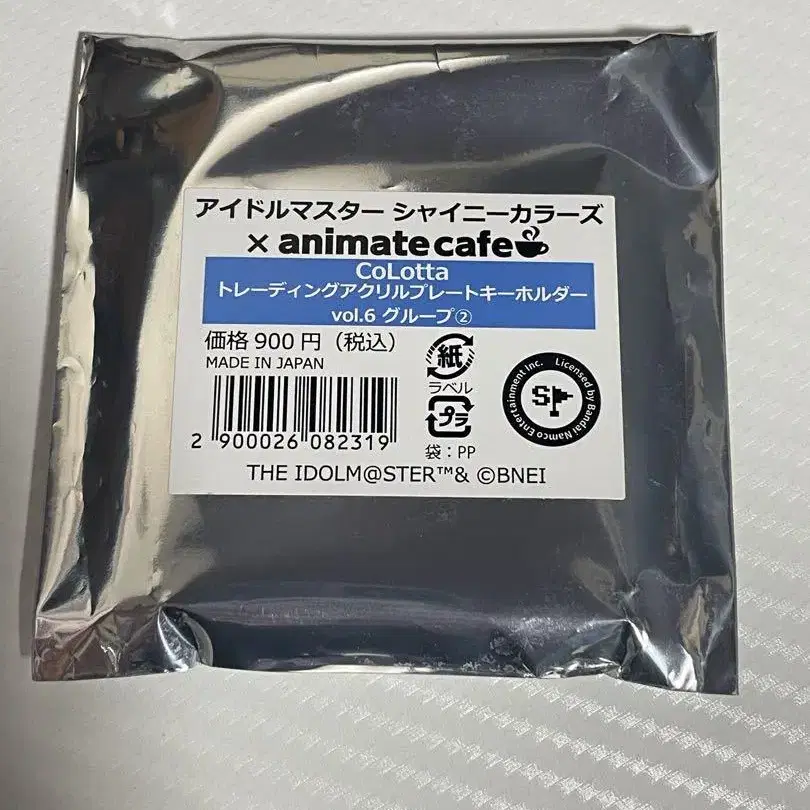 アイドルマスター シャイニーカラーズ
× animate cafe
CoLotta
トレーディングアクリルプレートキーホルダー
vol.6 グループ②
価格 900 円（税込）
MADE IN JAPAN
2 900026 082319
紙
ラベル
プラ
袋：PP
Licensed by Bandai Namco Entertainment Inc.
THE IDOLM@STER™& ©BNEI